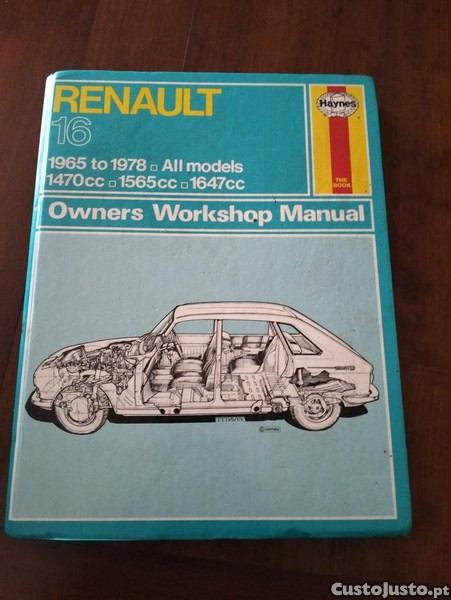 RENAULT
16
1965 to 1978 ▫ All models
1470cc ▫ 1565cc ▫ 1647cc
Haynes
THE
BOOK
Owners Workshop Manual
CustoJusto.pt